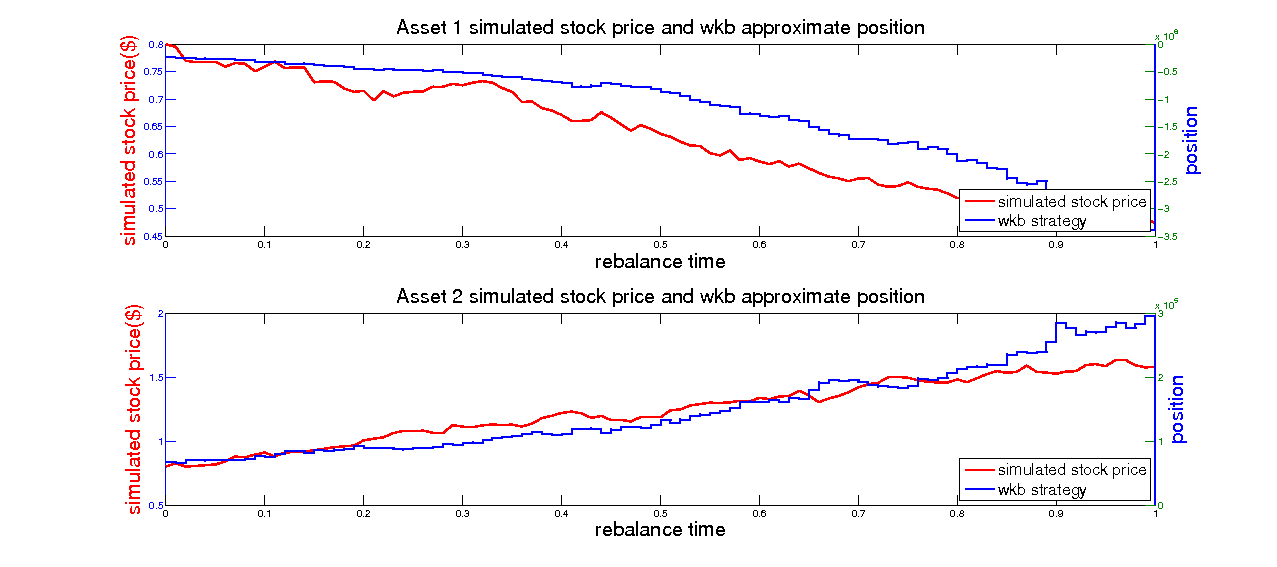 Asset 1 simulated stock price and wkb approximate position
simulated stock price($)
0.8
0.75
0.7
0.65
0.6
0.55
0.5
0.45
0 0.1 0.2 0.3 0.4 0.5 0.6 0.7 0.8 0.9 1
rebalance time
0
-0.5
-1
-1.5
-2
-2.5
-3
-3.5
position
simulated stock price
wkb strategy
Asset 2 simulated stock price and wkb approximate position
simulated stock price($)
2
1.5
1
0.5
0 0.1 0.2 0.3 0.4 0.5 0.6 0.7 0.8 0.9 1
rebalance time
3
2
1
0
position
simulated stock price
wkb strategy